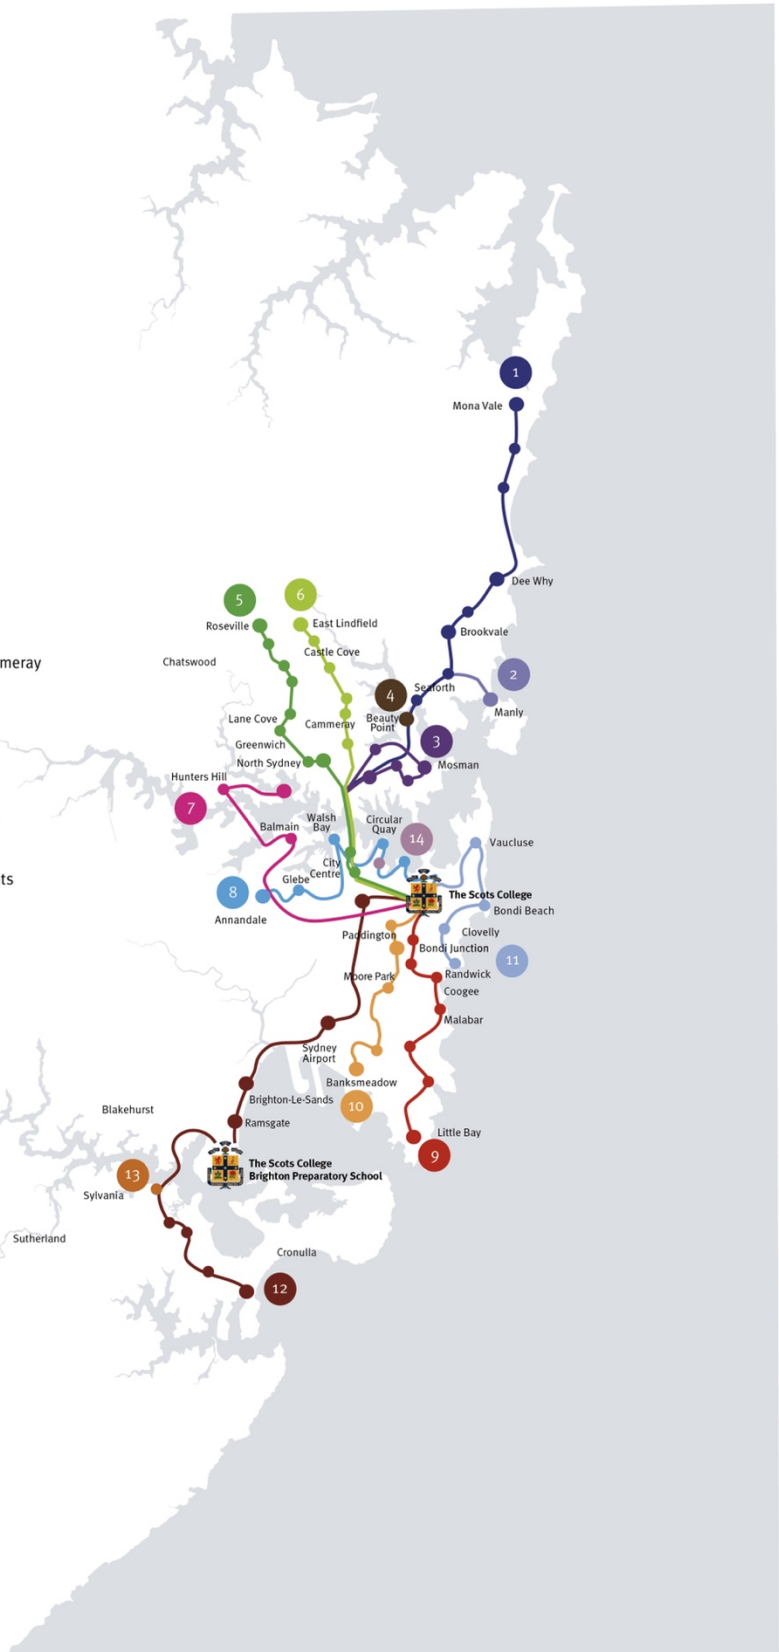 1
Mona Vale
Dee Why
5
6
Roseville
East Lindfield
Brookvale
Castle Cove
meray
Chatswood
2
4
Seaforth
Manly
Lane Cove
Cammeray
Beauty
Point
3
Greenwich
North Sydney
Mosman
Hunters Hill
7
Walsh
Bay
Circular
Quay
Balmain
14
Vaucluse
City
Centre
ts
Glebe
8
The Scots College
Annandale
Bondi Beach
Paddington
Clovelly
Bondi Junction
11
Moore Park
Randwick
Coogee
Malabar
Sydney
Airport
Banksmeadow
Brighton-Le-Sands
10
Blakehurst
Ramsgate
Little Bay
9
The Scots College
Brighton Preparatory School
13
Sylvania
Sutherland
Cronulla
12